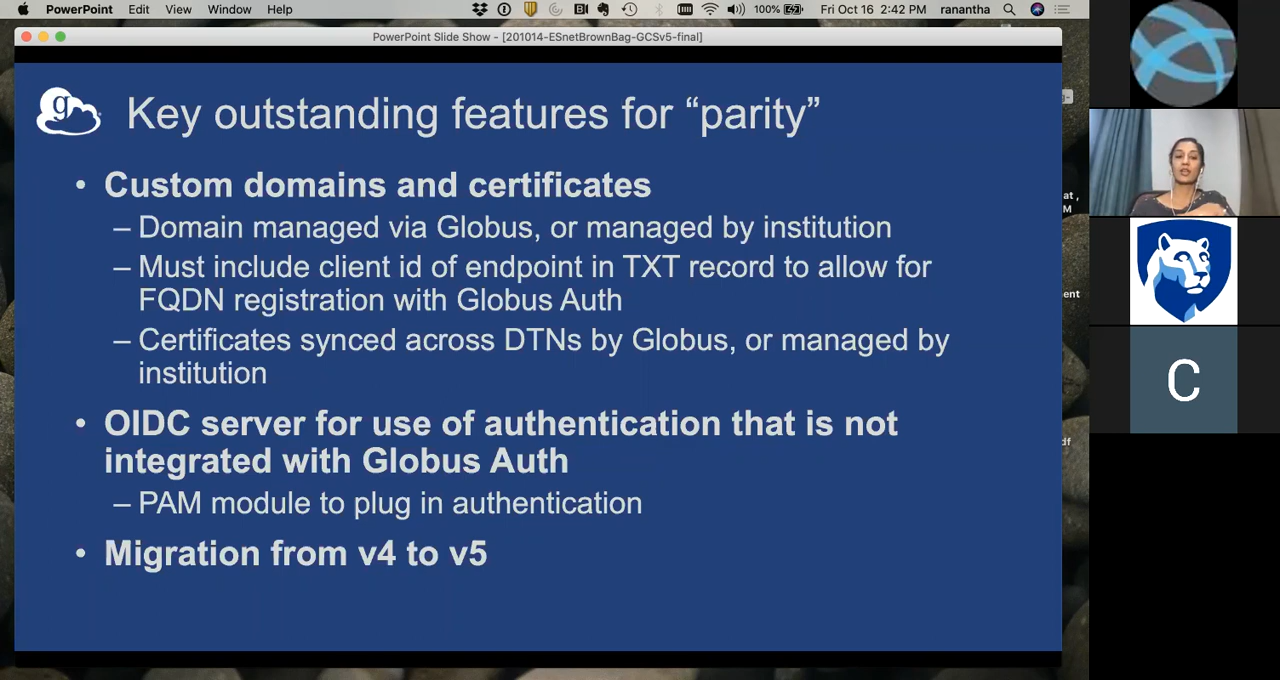 PowerPoint Edit View Window Help 100% Fri Oct 16 2:42 PM ranantha
PowerPoint Slide Show - [201014-ESnetBrownBag-GCSv5-final]
g Key outstanding features for “parity”
• Custom domains and certificates
– Domain managed via Globus, or managed by institution
– Must include client id of endpoint in TXT record to allow for
FQDN registration with Globus Auth
– Certificates synced across DTNs by Globus, or managed by
institution
• OIDC server for use of authentication that is not
integrated with Globus Auth
– PAM module to plug in authentication
• Migration from v4 to v5
g-
at ,
M
ent
df
C